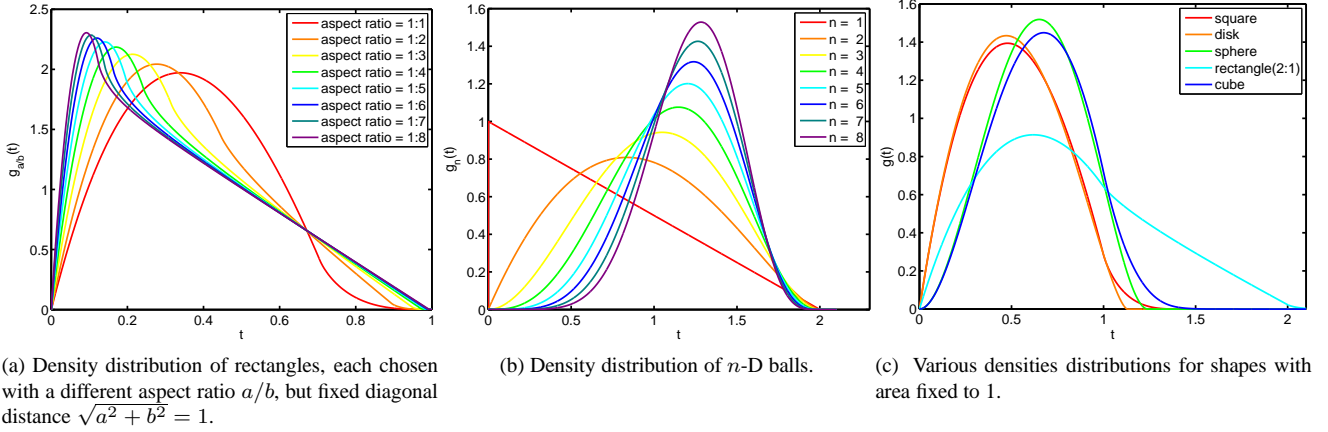 2.5
2
1.5
1
0.5
0
0
0.2
0.4
0.6
0.8
1
t
g_{a/b}(t)
aspect ratio = 1:1
aspect ratio = 1:2
aspect ratio = 1:3
aspect ratio = 1:4
aspect ratio = 1:5
aspect ratio = 1:6
aspect ratio = 1:7
aspect ratio = 1:8
(a) Density distribution of rectangles, each chosen
with a different aspect ratio a/b, but fixed diagonal
distance √a² + b² = 1.
1.6
1.4
1.2
1
0.8
0.6
0.4
0.2
0
0
0.5
1
1.5
2
t
g_n(t)
n = 1
n = 2
n = 3
n = 4
n = 5
n = 6
n = 7
n = 8
(b) Density distribution of n-D balls.
1.6
1.4
1.2
1
0.8
0.6
0.4
0.2
0
0
0.5
1
1.5
2
t
g(t)
square
disk
sphere
rectangle(2:1)
cube
(c) Various densities distributions for shapes with
area fixed to 1.